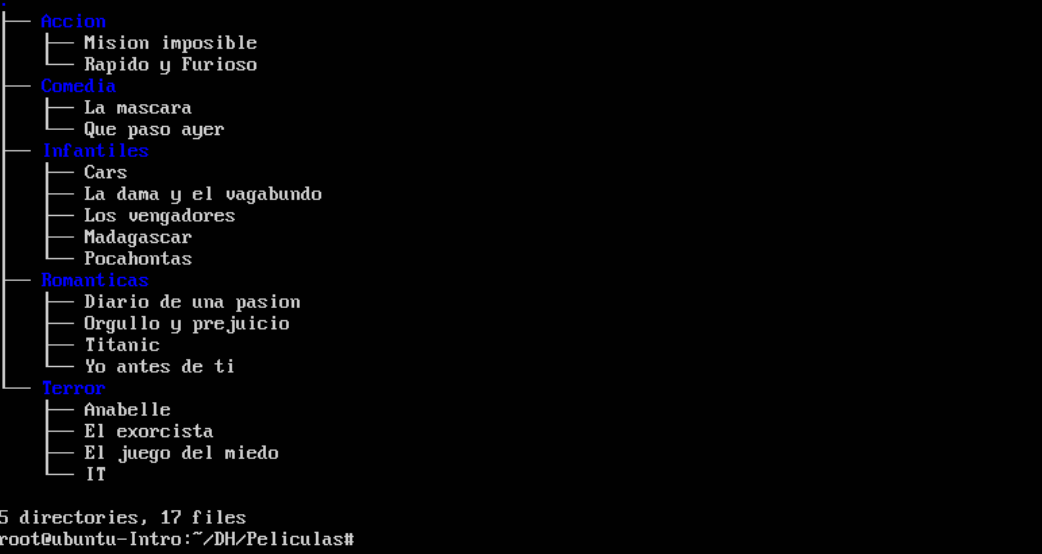 .
├── Accion
│   ├── Mision imposible
│   └── Rapido y Furioso
├── Comedia
│   ├── La mascara
│   └── Que paso ayer
├── Infantiles
│   ├── Cars
│   ├── La dama y el vagabundo
│   ├── Los vengadores
│   ├── Madagascar
│   └── Pocahontas
├── Romanticas
│   ├── Diario de una pasion
│   ├── Orgullo y prejuicio
│   ├── Titanic
│   └── Yo antes de ti
└── Terror
    ├── Anabelle
    ├── El exorcista
    ├── El juego del miedo
    └── IT

5 directories, 17 files
root@ubuntu-Intro:~/DH/Peliculas#